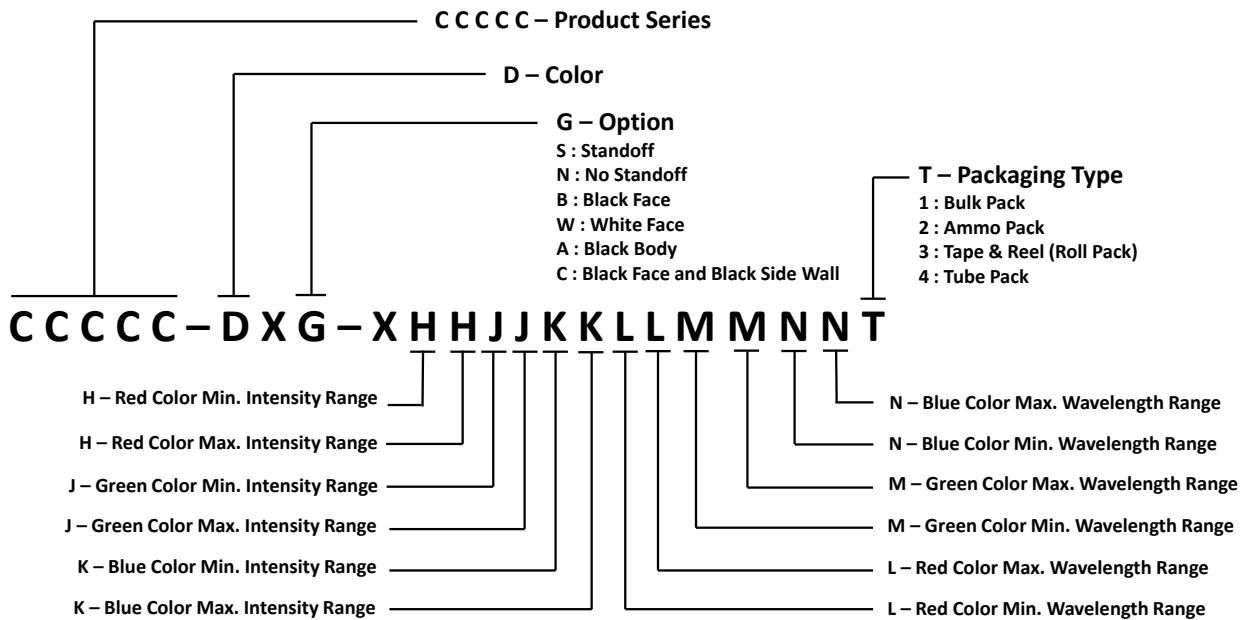 C C C C C – Product Series
D – Color
G – Option
S : Standoff
N : No Standoff
B : Black Face
W : White Face
A : Black Body
C : Black Face and Black Side Wall
T – Packaging Type
1 : Bulk Pack
2 : Ammo Pack
3 : Tape & Reel (Roll Pack)
4 : Tube Pack
C C C C C – D X G – X H H J J K K L L M M N N T
H – Red Color Min. Intensity Range
H – Red Color Max. Intensity Range
J – Green Color Min. Intensity Range
J – Green Color Max. Intensity Range
K – Blue Color Min. Intensity Range
K – Blue Color Max. Intensity Range
N – Blue Color Max. Wavelength Range
N – Blue Color Min. Wavelength Range
M – Green Color Max. Wavelength Range
M – Green Color Min. Wavelength Range
L – Red Color Max. Wavelength Range
L – Red Color Min. Wavelength Range